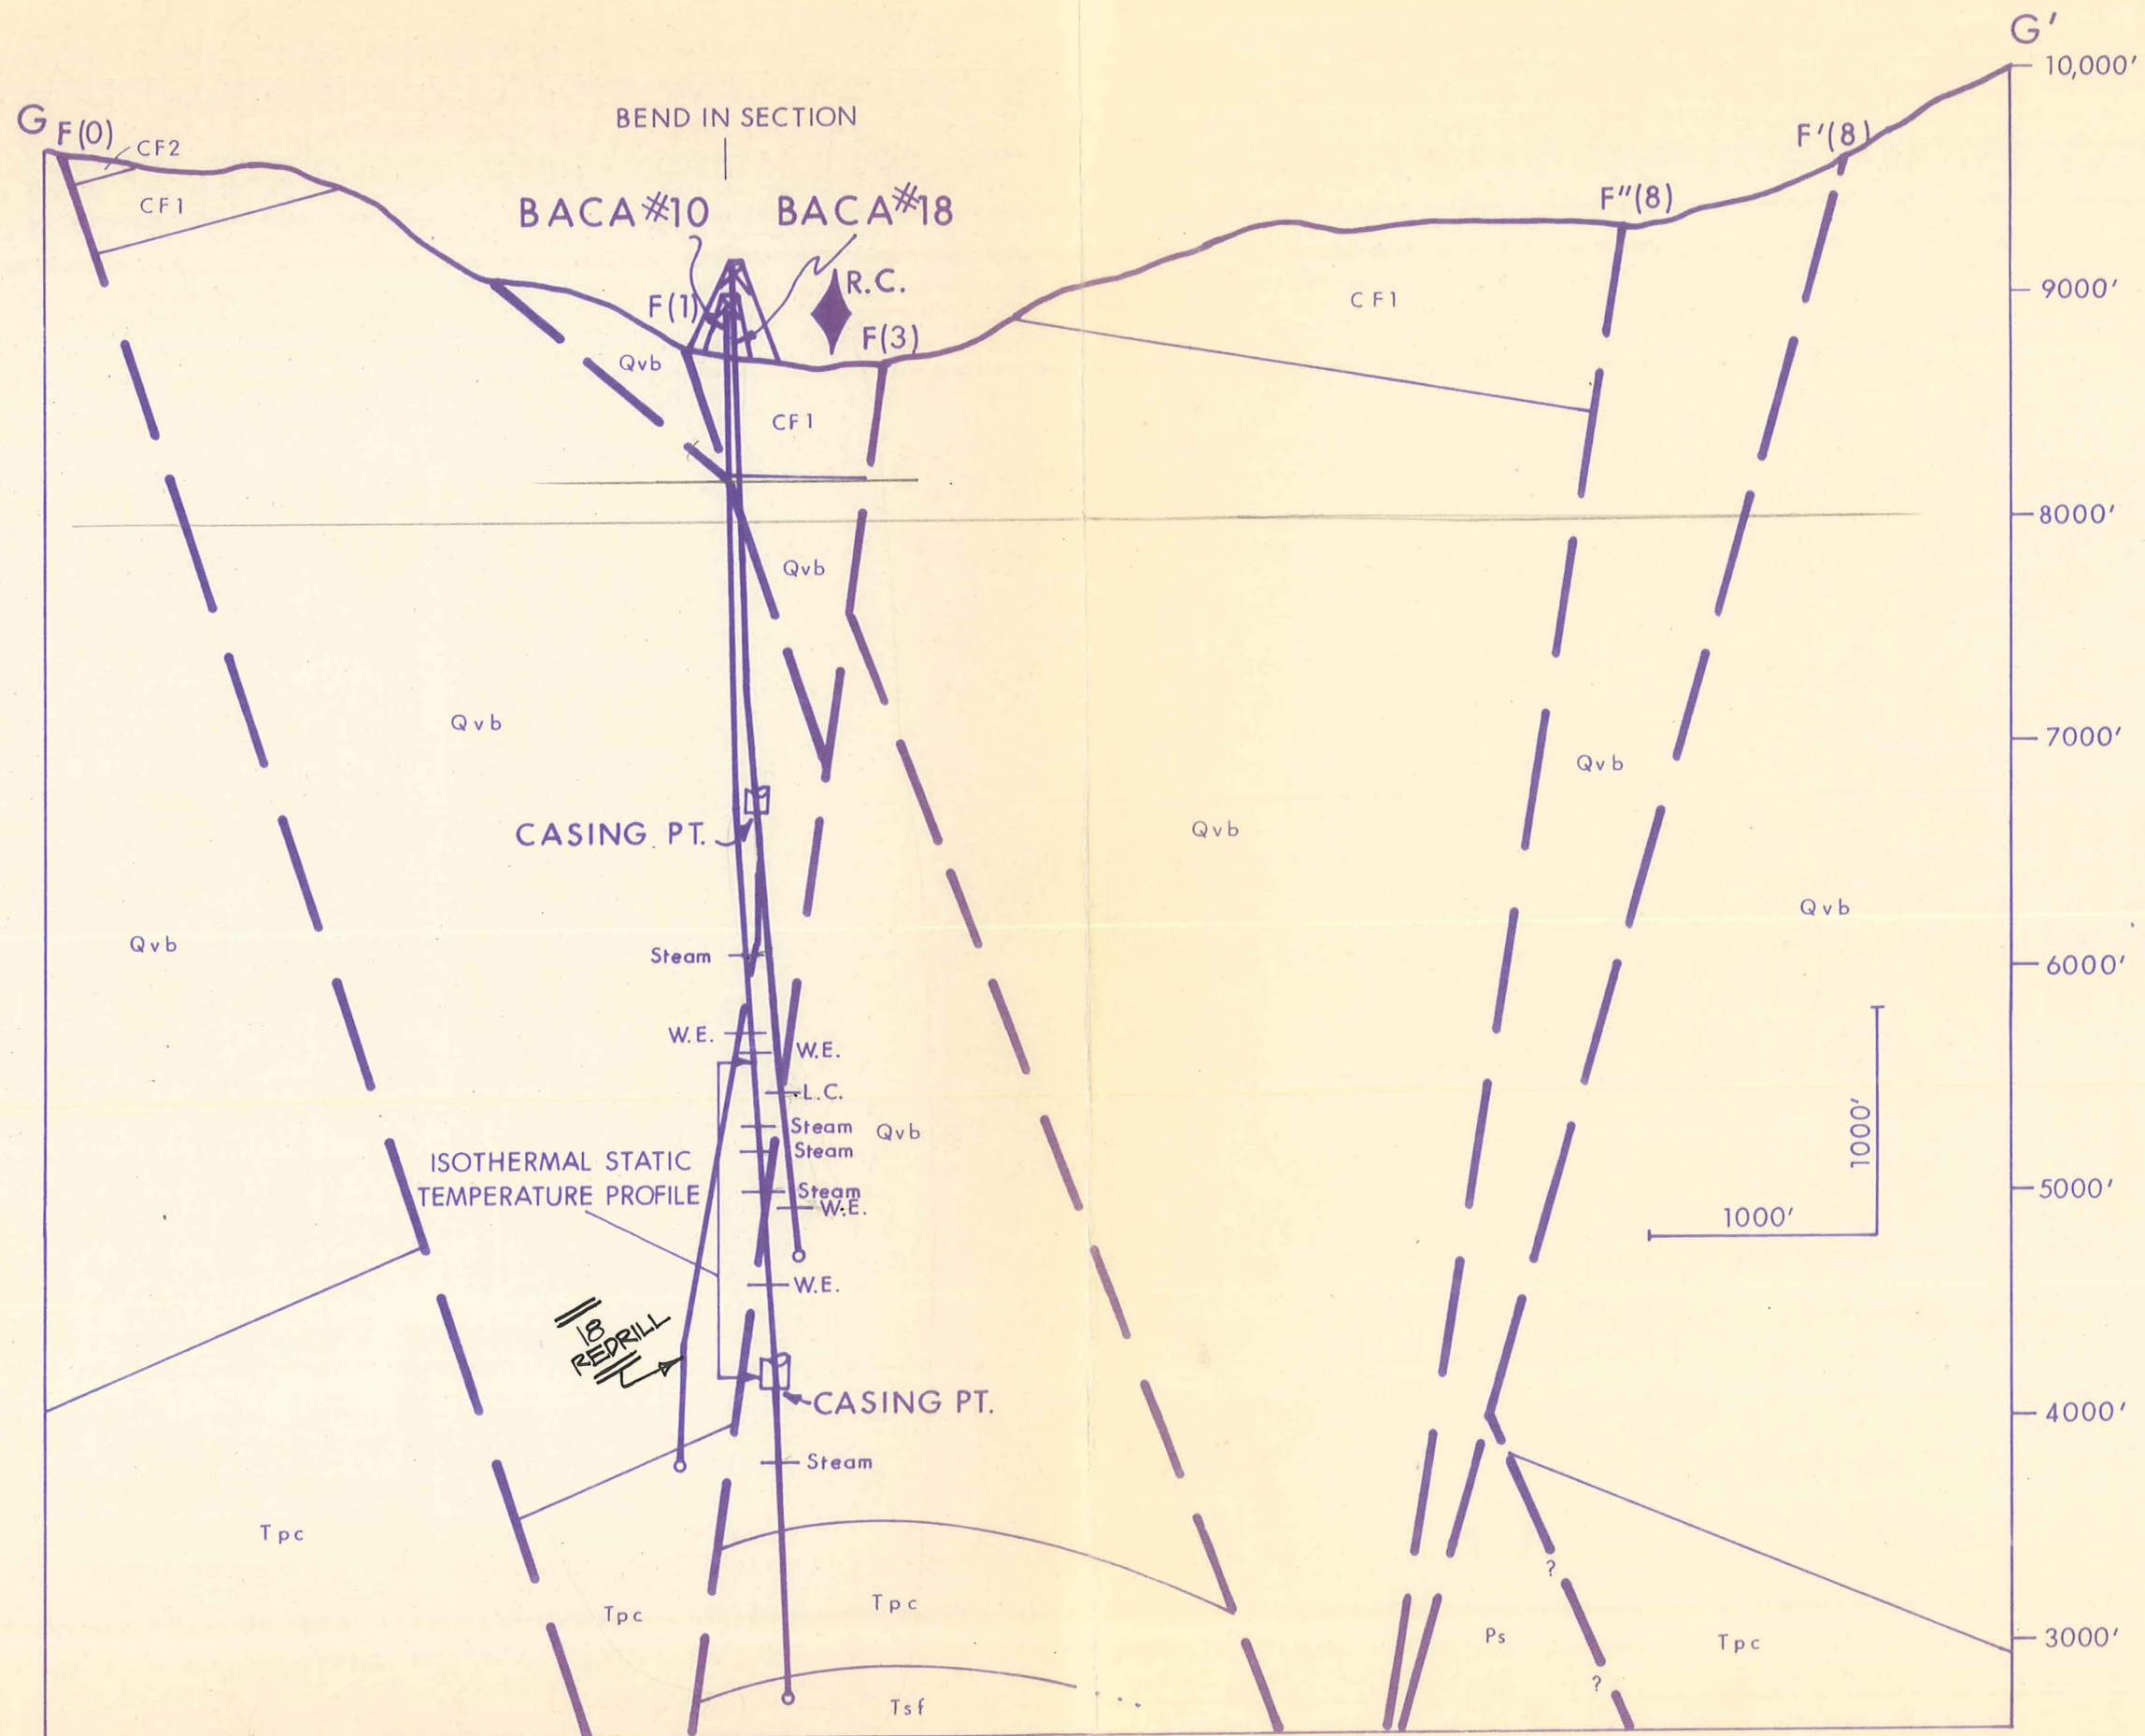 G'
10,000'
G
F(0)
CF2
BEND IN SECTION
F'(8)
CF1
BACA #10
BACA #18
F"(8)
R.C.
9000'
F(1)
CF1
F(3)
Qvb
CF1
8000'
Qvb
Qvb
7000'
Qvb
CASING PT.
Qvb
Qvb
Qvb
Steam
6000'
W.E.
W.E.
L.C.
Steam
Qvb
1000'
Steam
ISOTHERMAL STATIC
TEMPERATURE PROFILE
Steam
5000'
W.E.
1000'
W.E.
18
REDRILL
CASING PT.
4000'
Steam
Tpc
?
Tpc
Tpc
Ps
Tpc
3000'
?
Tsf